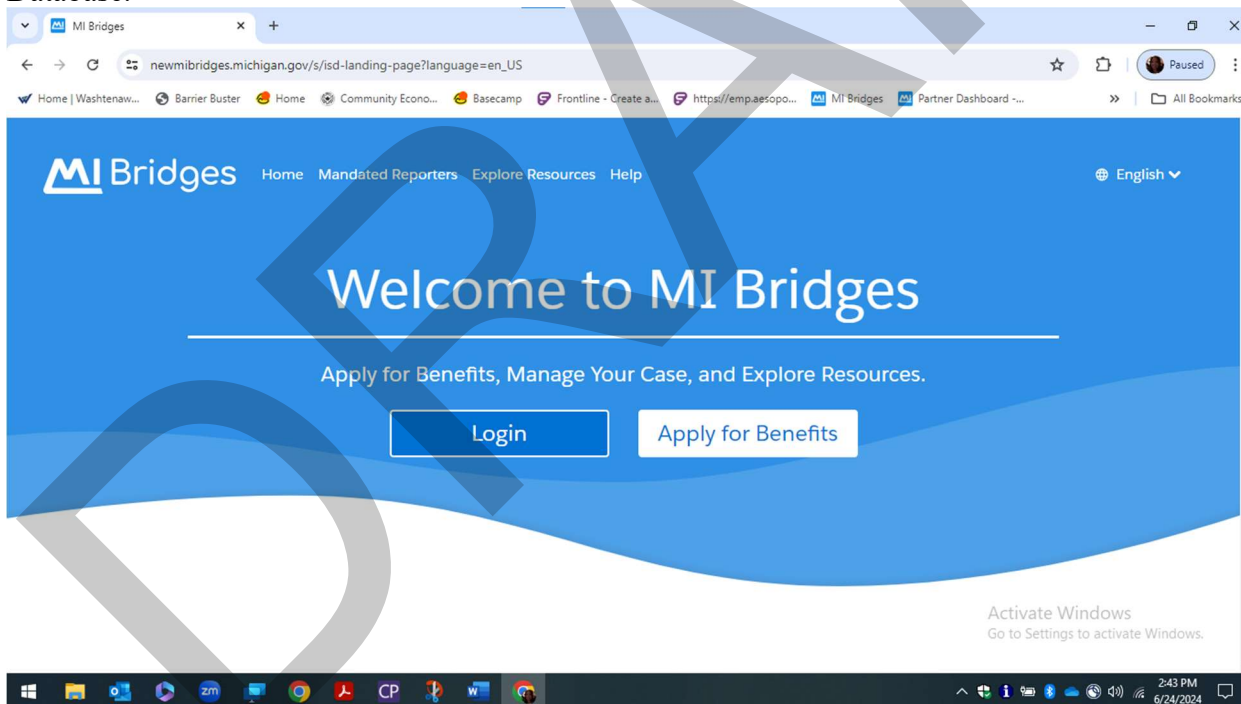 Database.
MI Bridges
newmibridges.michigan.gov/s/isd-landing-page?language=en_US
Paused
Home | Washtenaw... Barrier Buster Home Community Econo... Basecamp Frontline - Create a... https://emp.aesopo... MI Bridges Partner Dashboard -... » All Bookmarks
MI Bridges Home Mandated Reporters Explore Resources Help English
Welcome to MI Bridges
Apply for Benefits, Manage Your Case, and Explore Resources.
Login Apply for Benefits
Activate Windows
Go to Settings to activate Windows.
zm CP
2:43 PM
6/24/2024